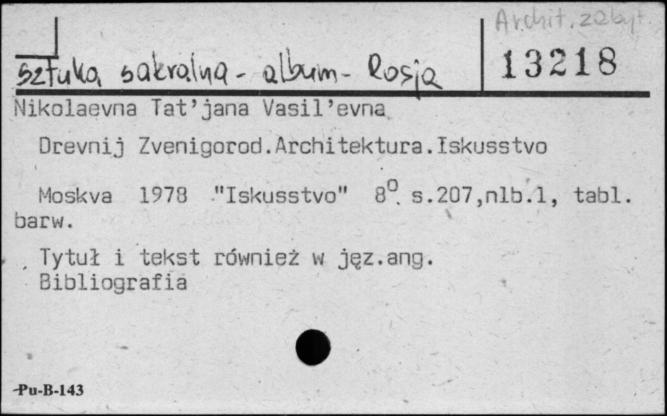 Archit. zabyt.
sztuka sakralna - album - Rosja
13218
Nikolaevna Tat'jana Vasil'evna
Drevnij Zvenigorod.Architektura.Iskusstvo
Moskva 1978 "Iskusstvo" 8° s.207,nlb.1, tabl.
barw.
Tytuł i tekst również w jęz.ang.
Bibliografia
Pu-B-143